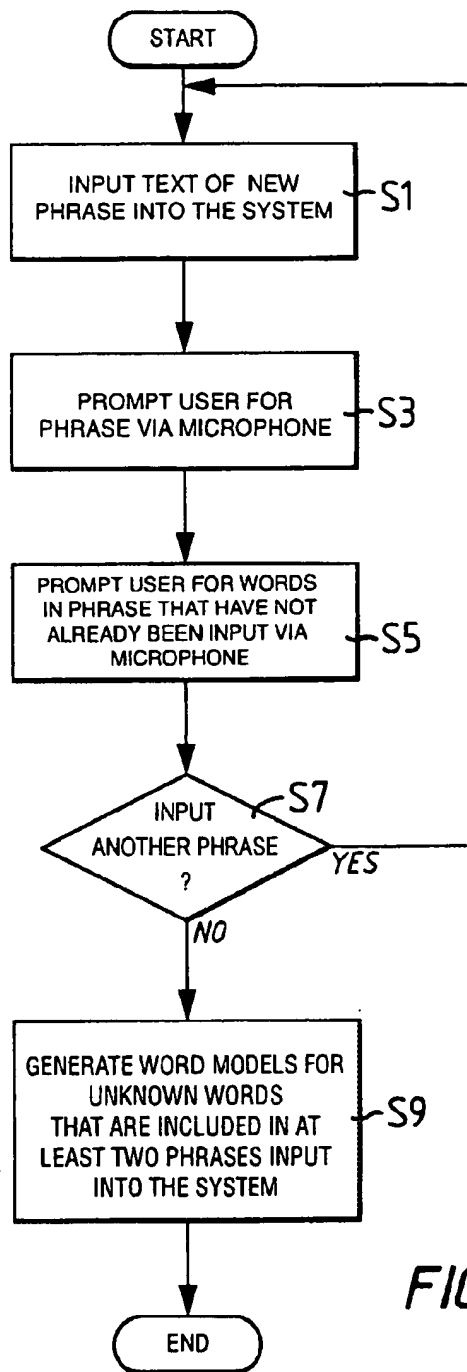 START
INPUT TEXT OF NEW
PHRASE INTO THE SYSTEM
S1
PROMPT USER FOR
PHRASE VIA MICROPHONE
S3
PROMPT USER FOR WORDS
IN PHRASE THAT HAVE NOT
ALREADY BEEN INPUT VIA
MICROPHONE
S5
INPUT
ANOTHER PHRASE
?
S7
YES
NO
GENERATE WORD MODELS FOR
UNKNOWN WORDS
THAT ARE INCLUDED IN AT
LEAST TWO PHRASES INPUT
INTO THE SYSTEM
S9
END